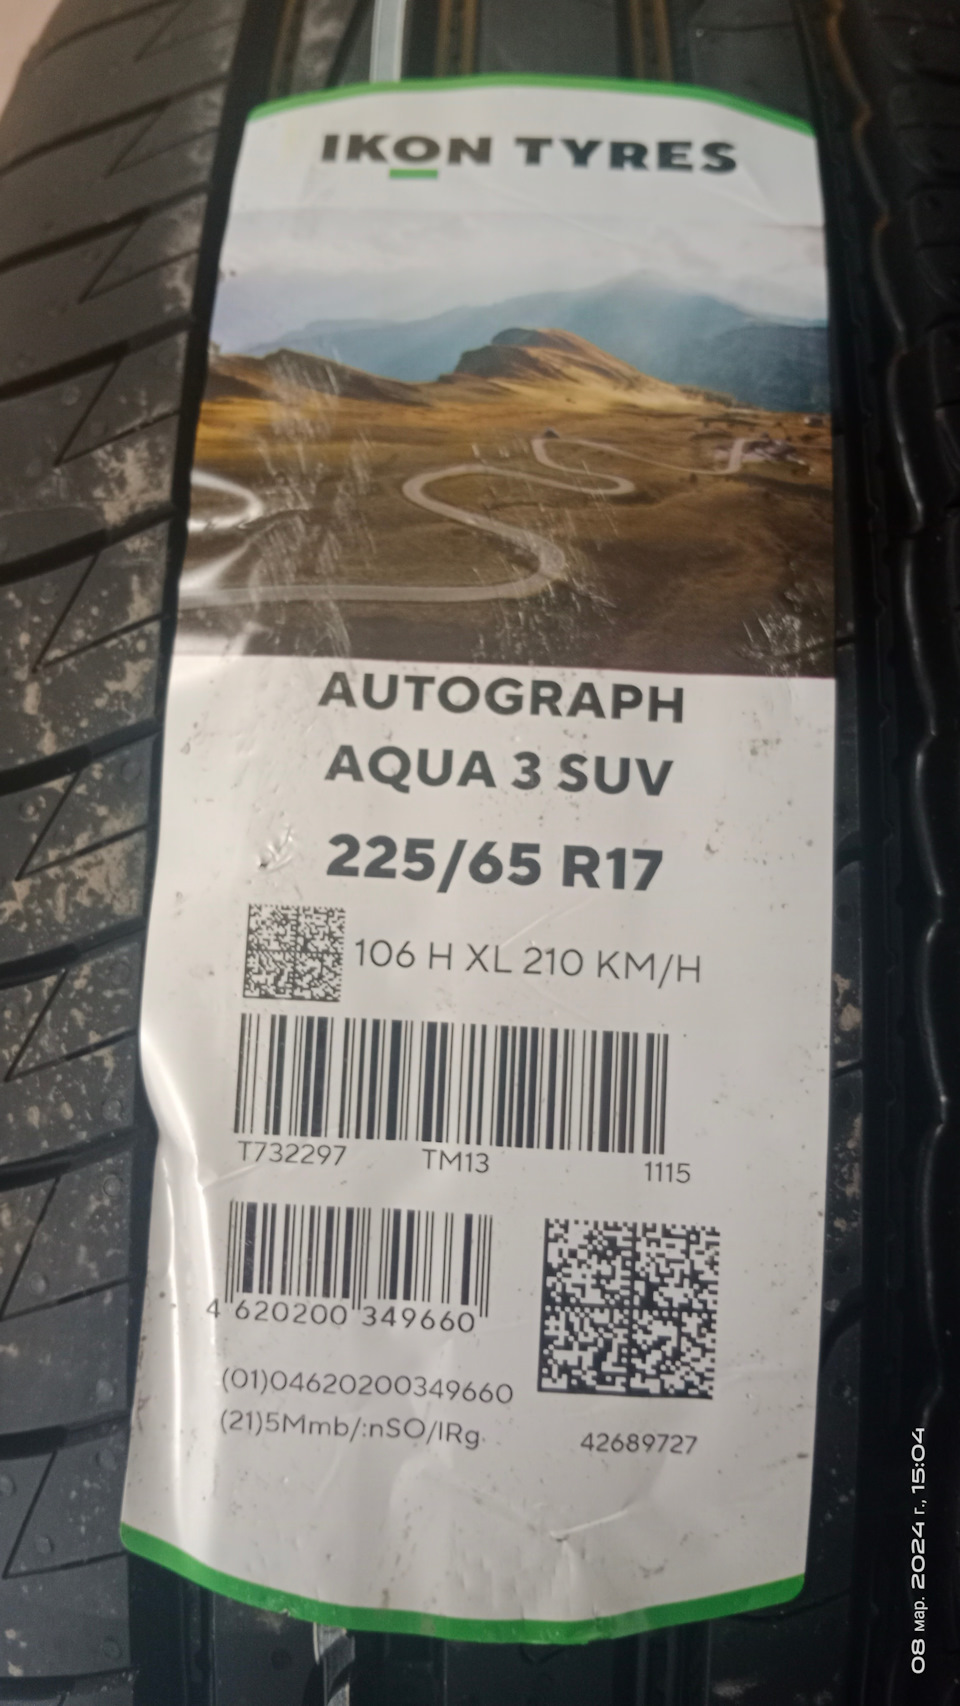 IKON TYRES
AUTOGRAPH
AQUA 3 SUV
225/65 R17
106 H XL 210 KM/H
T732297 TM13 1115
4 620200 349660
(01)04620200349660
(21)5Mmb/:nSO/IRg
42689727
08 мар. 2024 г., 15:04